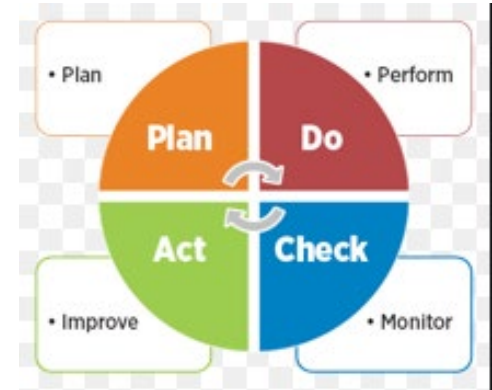 • Plan
• Perform
Plan
Do
Act
Check
• Improve
• Monitor